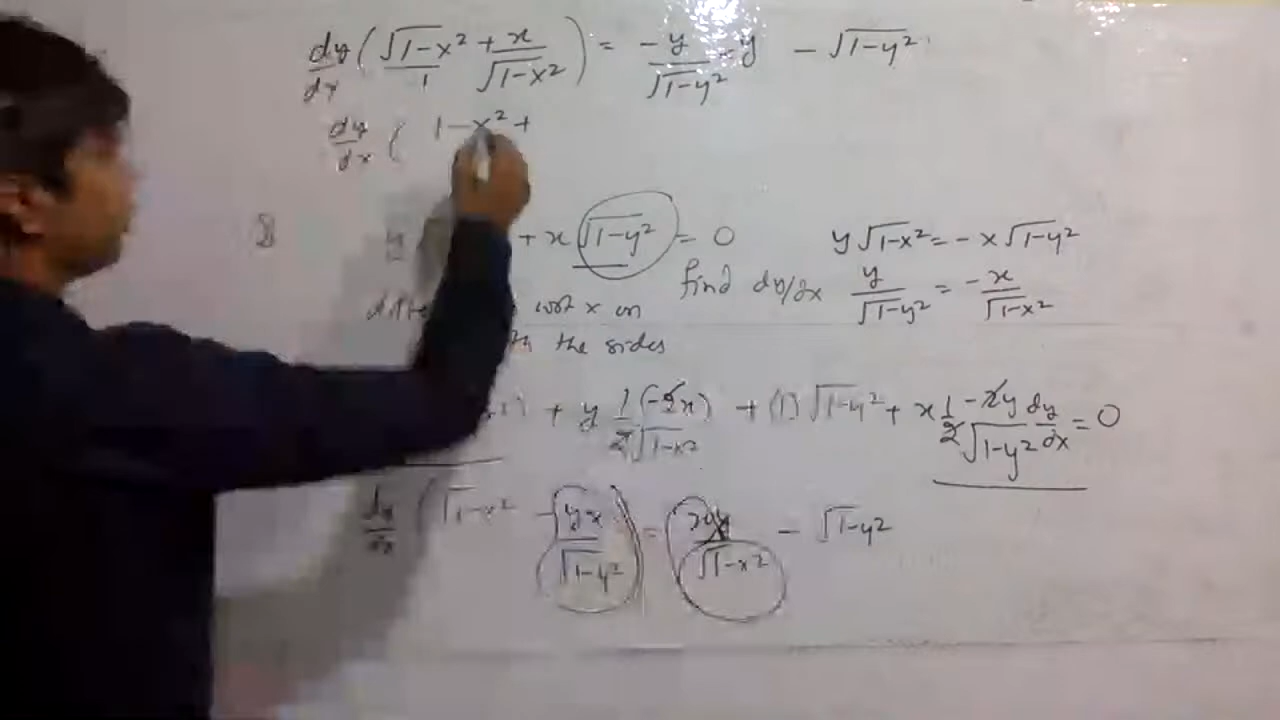 dy/dx ( √1-x² / 1 + x/√1-x² ) = -y/√1-y² · y - √1-y²
dy/dx ( 1-x² +
y + x √1-y² = 0
y√1-x² = -x√1-y²
find dy/dx
y/√1-y² = -x/√1-x²
wrt x on
the sides
+ y 1/2 (-2x)/√1-x² + (1) √1-y² + x 1/2 -2y/√1-y² dy/dx = 0
dy/dx ( √1-x² - yx/√1-y² ) = xy/√1-x² - √1-y²